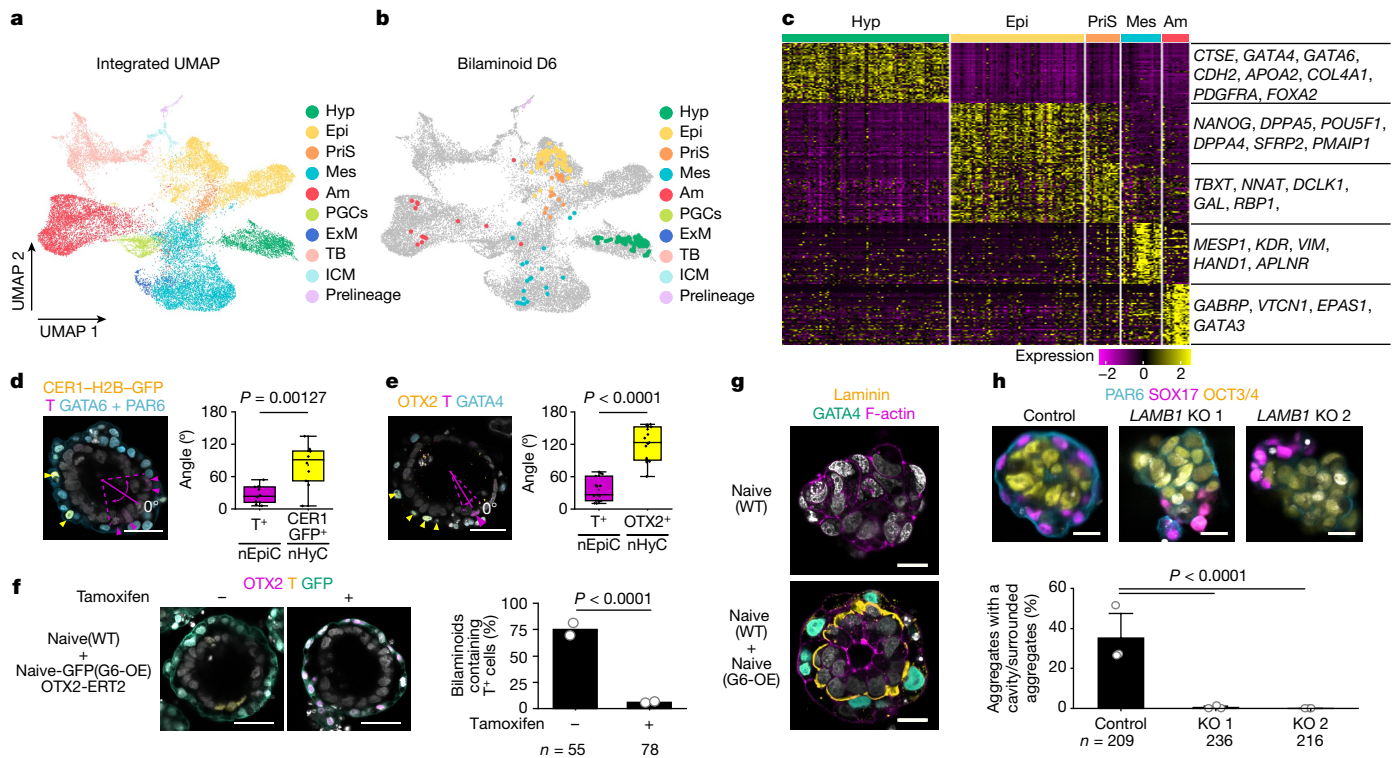 a
Integrated UMAP
Hyp
Epi
PriS
Mes
Am
PGCs
ExM
TB
ICM
Prelineage
UMAP 2
UMAP 1
b
Bilaminoid D6
Hyp
Epi
PriS
Mes
Am
PGCs
ExM
TB
ICM
Prelineage
c
Hyp Epi PriS Mes Am
CTSE, GATA4, GATA6,
CDH2, APOA2, COL4A1,
PDGFRA, FOXA2
NANOG, DPPA5, POU5F1,
DPPA4, SFRP2, PMAIP1
TBXT, NNAT, DCLK1,
GAL, RBP1,
MESP1, KDR, VIM,
HAND1, APLNR
GABRP, VTCN1, EPAS1,
GATA3
Expression
−2 0 2
d
CER1–H2B–GFP
T GATA6 + PAR6
0°
P = 0.00127
Angle (°)
180
120
60
0
T+ CER1
GFP+
nEpiC nHyC
e
OTX2 T GATA4
0°
P < 0.0001
Angle (°)
180
120
60
0
T+ OTX2+
nEpiC nHyC
f
OTX2 T GFP
Tamoxifen − +
Naive(WT)
+
Naive-GFP(G6-OE)
OTX2-ERT2
P < 0.0001
Bilaminoids
containing
T+ cells (%)
100
75
50
25
0
Tamoxifen − +
n = 55 78
g
Laminin
GATA4 F-actin
Naive
(WT)
Naive
(WT)
+
Naive
(G6-OE)
h
PAR6 SOX17 OCT3/4
Control LAMB1 KO 1 LAMB1 KO 2
P < 0.0001
Aggregates with a
cavity/surrounded
aggregates (%)
60
40
20
0
Control KO 1 KO 2
n = 209 236 216